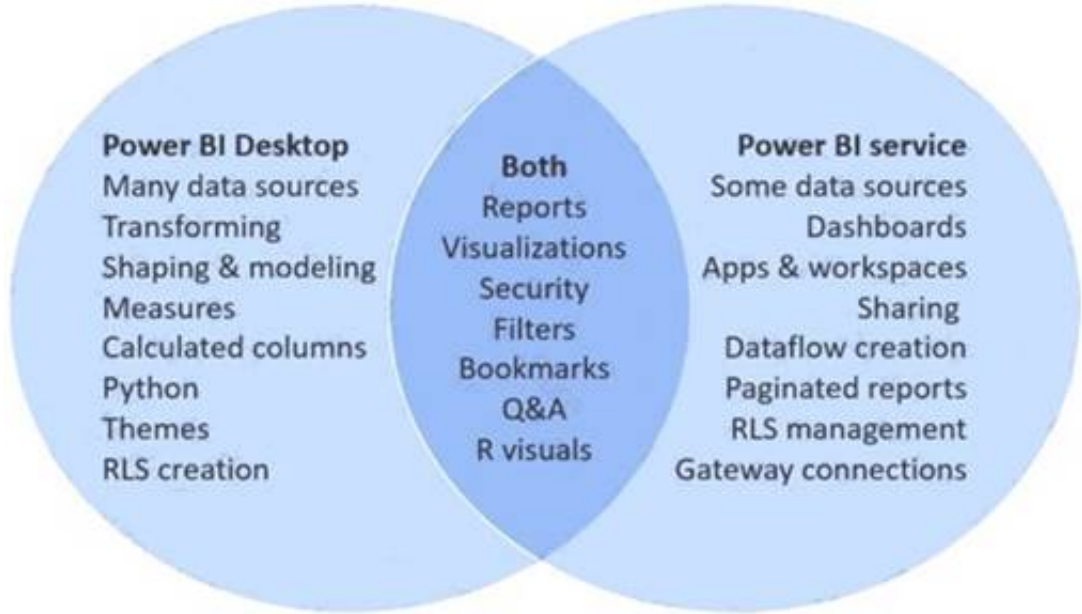 Power BI Desktop
Many data sources
Transforming
Shaping & modeling
Measures
Calculated columns
Python
Themes
RLS creation
Both
Reports
Visualizations
Security
Filters
Bookmarks
Q&A
R visuals
Power BI service
Some data sources
Dashboards
Apps & workspaces
Sharing
Dataflow creation
Paginated reports
RLS management
Gateway connections